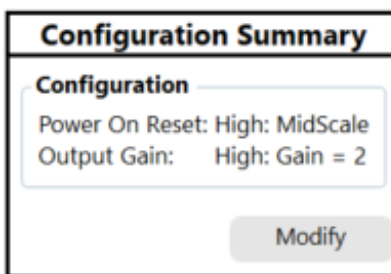 Configuration Summary
Configuration
Power On Reset: High: MidScale
Output Gain: High: Gain = 2
Modify